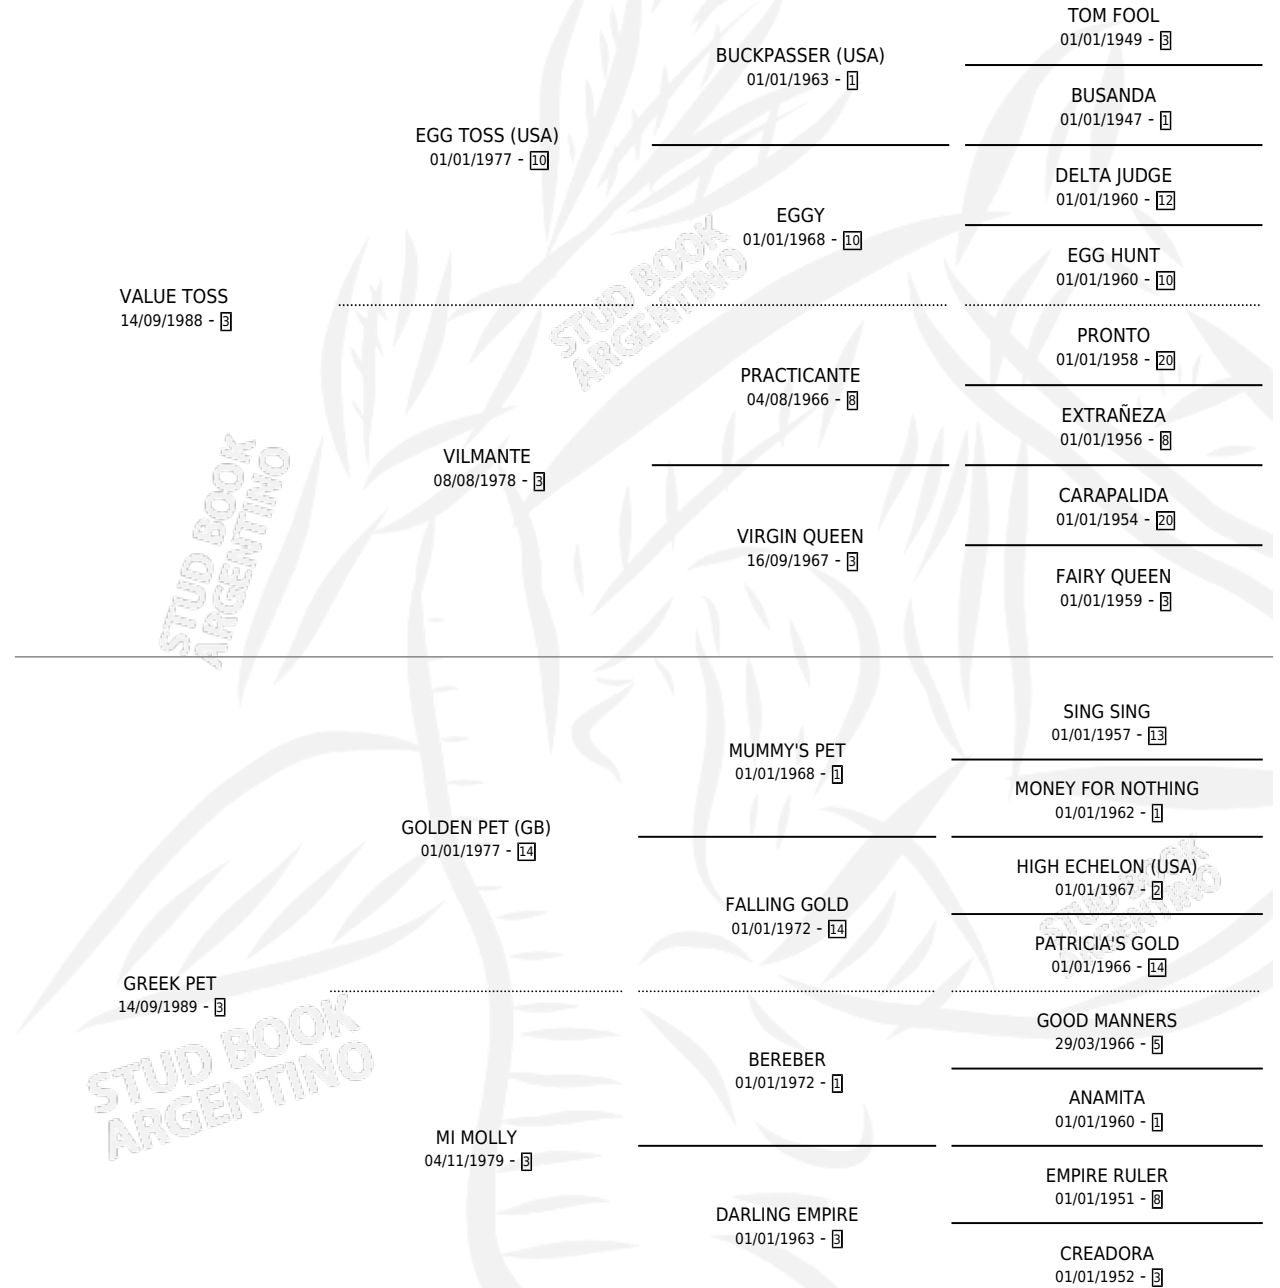 TOM FOOL
01/01/1949 - 3
BUCKPASSER (USA)
01/01/1963 - 1
BUSANDA
01/01/1947 - 1
EGG TOSS (USA)
01/01/1977 - 10
DELTA JUDGE
01/01/1960 - 12
EGGY
01/01/1968 - 10
EGG HUNT
01/01/1960 - 10
VALUE TOSS
14/09/1988 - 3
STUD BOOK
ARGENTINO
PRONTO
01/01/1958 - 20
PRACTICANTE
04/08/1966 - 8
EXTRAÑEZA
01/01/1956 - 8
VILMANTE
08/08/1978 - 3
CARAPALIDA
01/01/1954 - 20
VIRGIN QUEEN
16/09/1967 - 3
FAIRY QUEEN
01/01/1959 - 3
STUD BOOK
ARGENTINO
SING SING
01/01/1957 - 13
MUMMY'S PET
01/01/1968 - 1
MONEY FOR NOTHING
01/01/1962 - 1
GOLDEN PET (GB)
01/01/1977 - 14
HIGH ECHELON (USA)
01/01/1967 - 2
FALLING GOLD
01/01/1972 - 14
STUD BOOK
ARGENTINO
PATRICIA'S GOLD
01/01/1966 - 14
GREEK PET
14/09/1989 - 3
GOOD MANNERS
29/03/1966 - 5
BEREBER
01/01/1972 - 1
STUD BOOK
ARGENTINO
ANAMITA
01/01/1960 - 1
MI MOLLY
04/11/1979 - 3
EMPIRE RULER
01/01/1951 - 8
DARLING EMPIRE
01/01/1963 - 3
CREADORA
01/01/1952 - 3